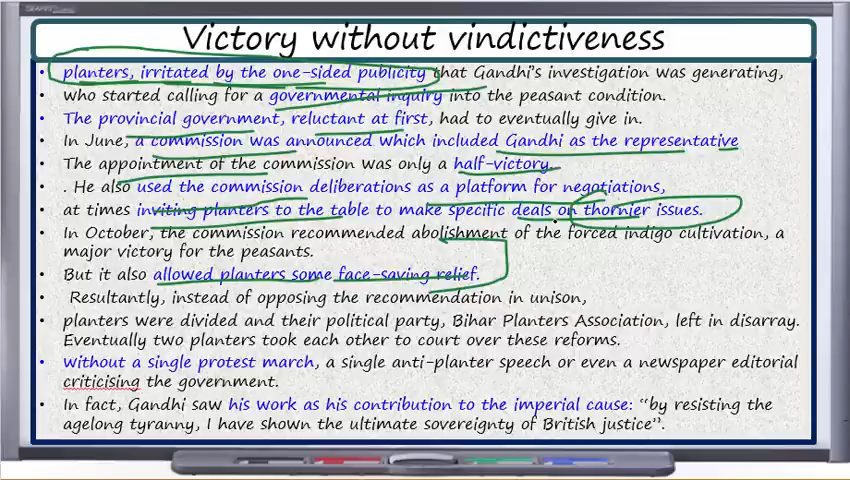 Victory without vindictiveness
• planters, irritated by the one-sided publicity that Gandhi's investigation was generating,
• who started calling for a governmental inquiry into the peasant condition.
• The provincial government, reluctant at first, had to eventually give in.
• In June, a commission was announced which included Gandhi as the representative
• The appointment of the commission was only a half-victory.
• . He also used the commission deliberations as a platform for negotiations,
• at times inviting planters to the table to make specific deals on thornier issues.
• In October, the commission recommended abolishment of the forced indigo cultivation, a
major victory for the peasants.
• But it also allowed planters some face-saving relief.
• Resultantly, instead of opposing the recommendation in unison,
• planters were divided and their political party, Bihar Planters Association, left in disarray.
Eventually two planters took each other to court over these reforms.
• without a single protest march, a single anti-planter speech or even a newspaper editorial
criticising the government.
• In fact, Gandhi saw his work as his contribution to the imperial cause: “by resisting the
agelong tyranny, I have shown the ultimate sovereignty of British justice”.